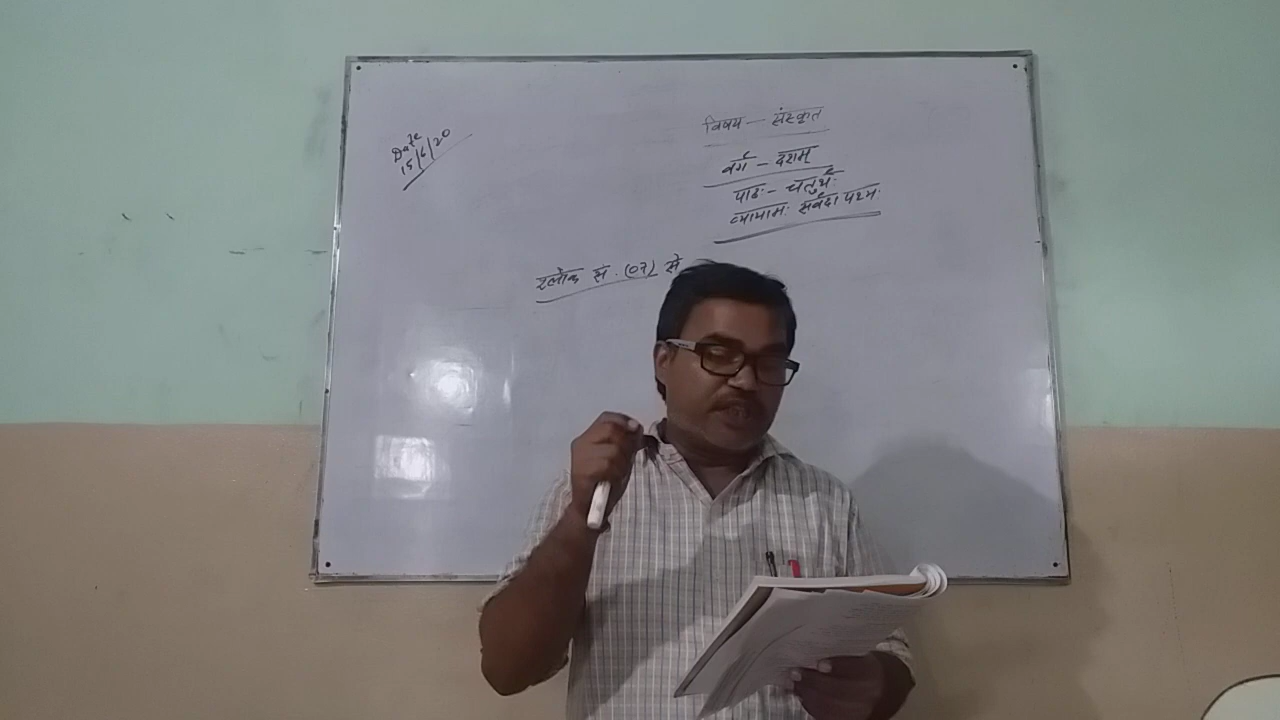 Date
15/6/20
विषय — संस्कृत
वर्ग — दशम्
पाठः - चतुर्थः
व्यायामः सर्वदा पथ्यः
श्लोक सं. (07) से